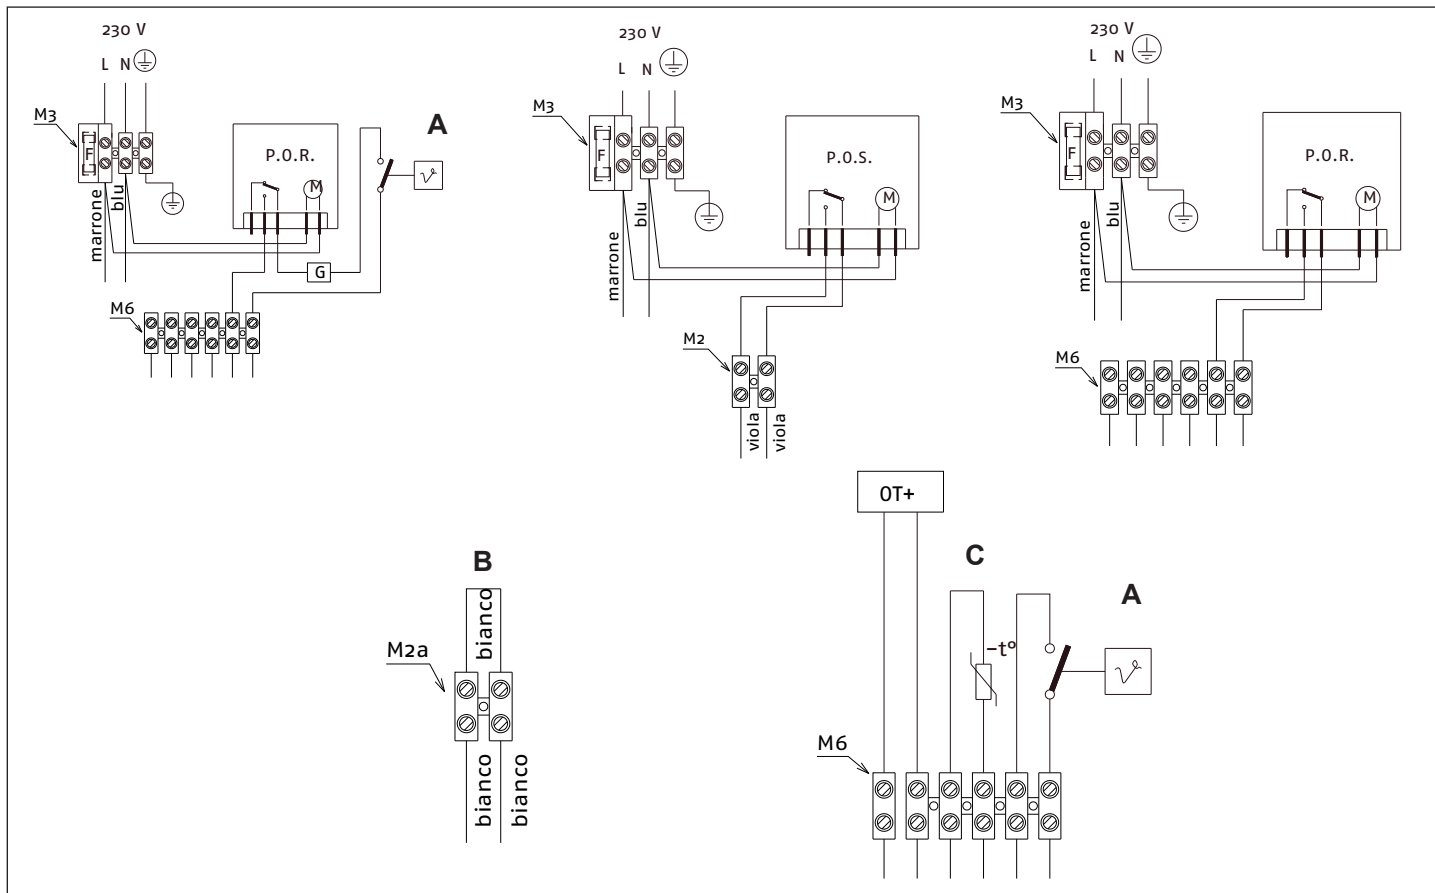 230 V
L N
M3
F
P.O.R.
M
A
marrone
blu
G
M6
230 V
L N
M3
F
P.O.S.
M
marrone
blu
M2
viola
viola
230 V
L N
M3
F
P.O.R.
M
marrone
blu
M6
B
bianco
M2a
bianco
bianco
OT+
C
A
-t°
M6